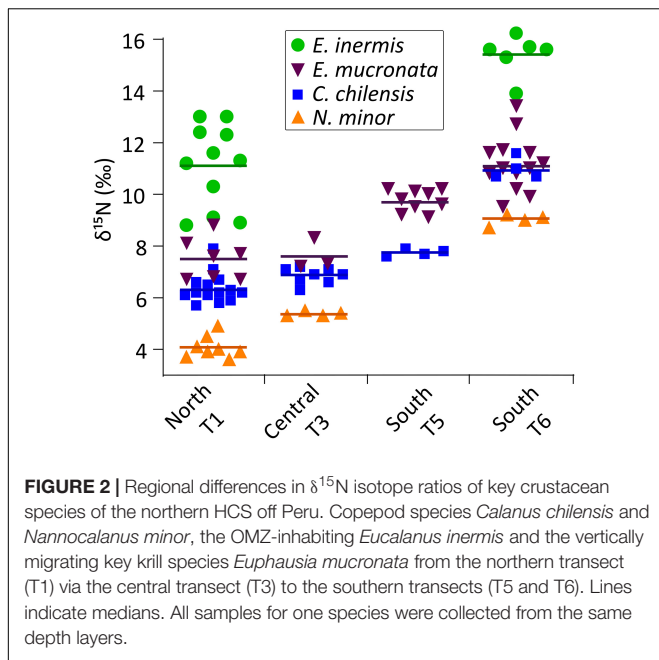 16
14
12
10
8
6
4
δ15N (‰)
E. inermis
E. mucronata
C. chilensis
N. minor
North T1
Central T3
South T5
South T6
FIGURE 2 | Regional differences in δ15N isotope ratios of key crustacean
species of the northern HCS off Peru. Copepod species Calanus chilensis and
Nannocalanus minor, the OMZ-inhabiting Eucalanus inermis and the vertically
migrating key krill species Euphausia mucronata from the northern transect
(T1) via the central transect (T3) to the southern transects (T5 and T6). Lines
indicate medians. All samples for one species were collected from the same
depth layers.